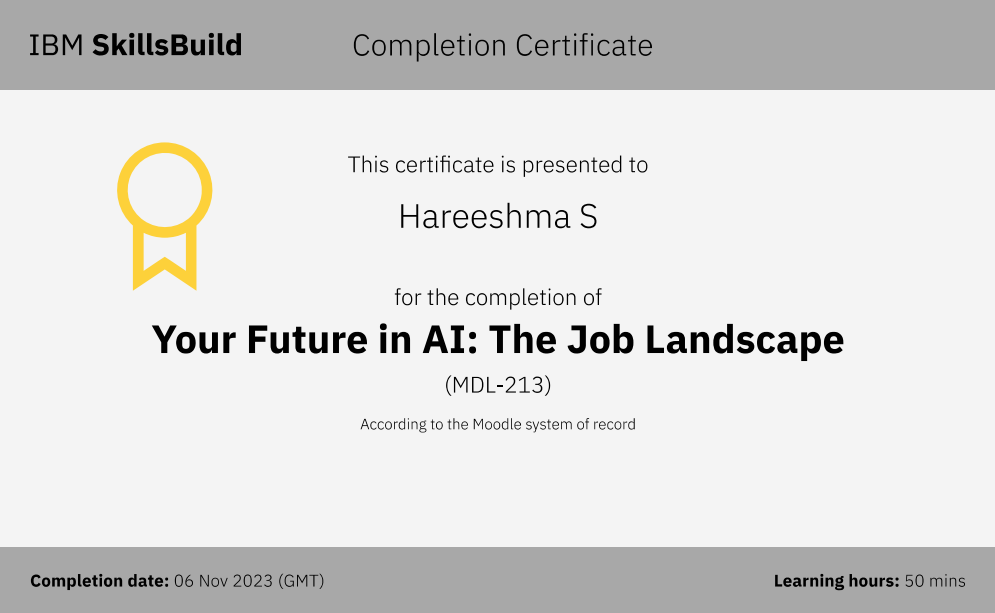 IBM SkillsBuild
Completion Certificate
This certificate is presented to
Hareeshma S
for the completion of
Your Future in AI: The Job Landscape
(MDL-213)
According to the Moodle system of record
Completion date: 06 Nov 2023 (GMT)
Learning hours: 50 mins